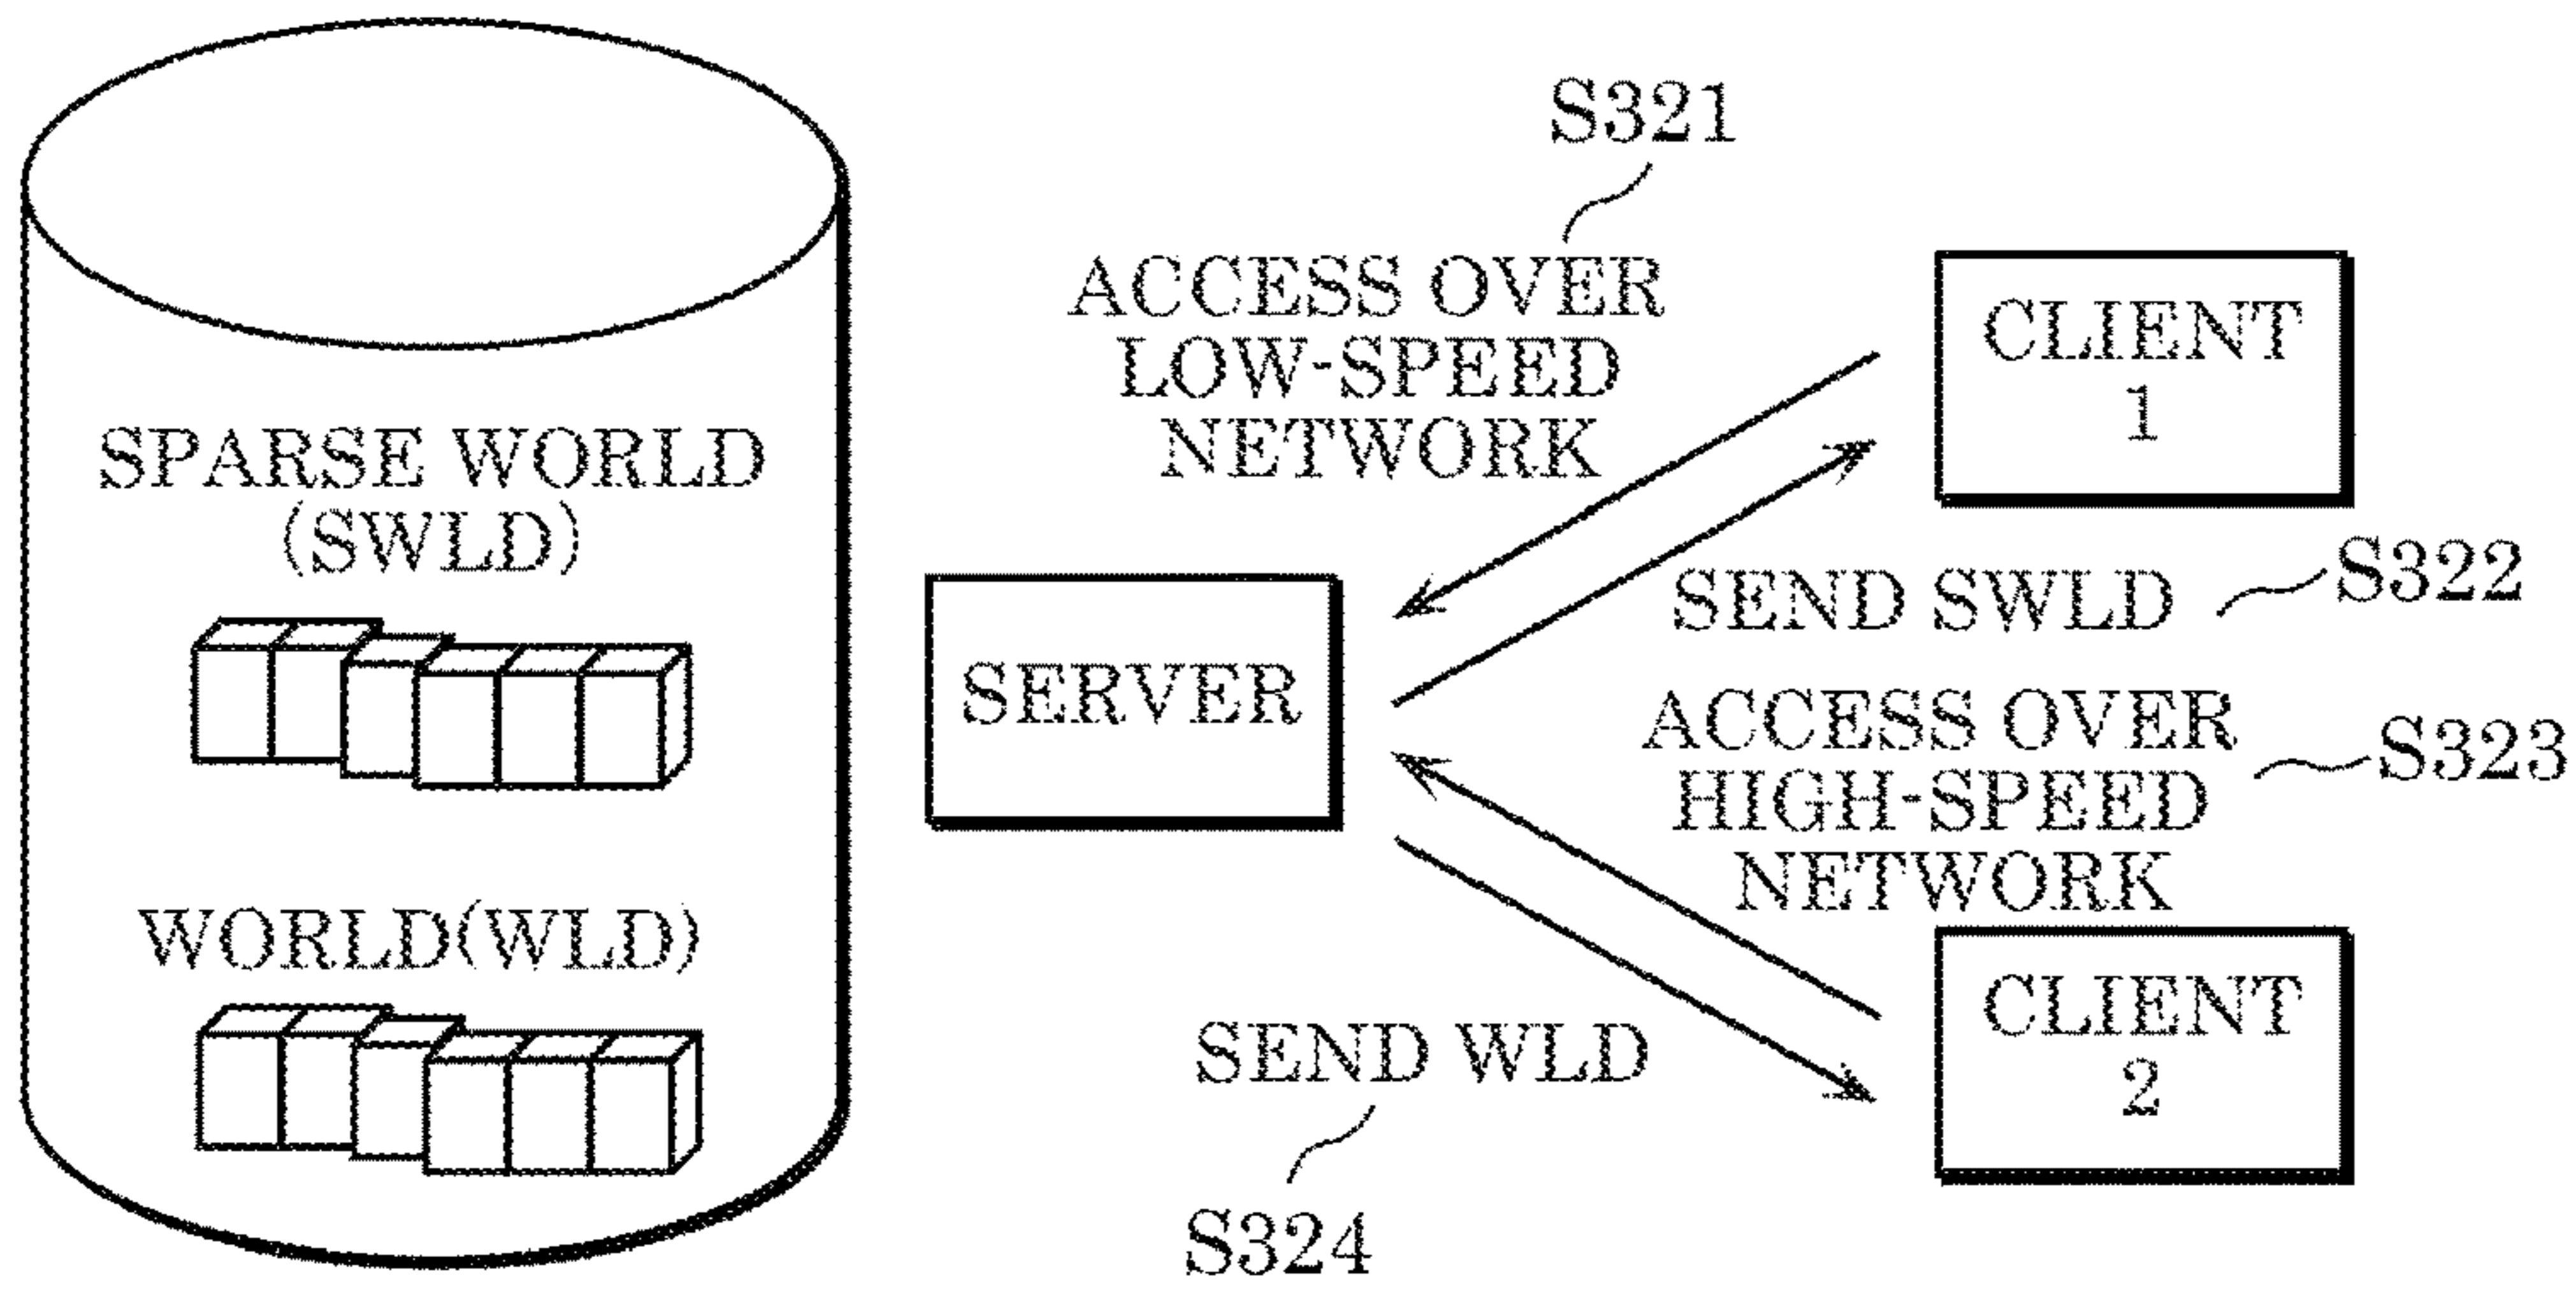 SPARSE WORLD
(SWLD)
WORLD(WLD)
S321
ACCESS OVER
LOW-SPEED
NETWORK
CLIENT
1
SERVER
SEND SWLD
S322
ACCESS OVER
HIGH-SPEED
NETWORK
S323
SEND WLD
S324
CLIENT
2